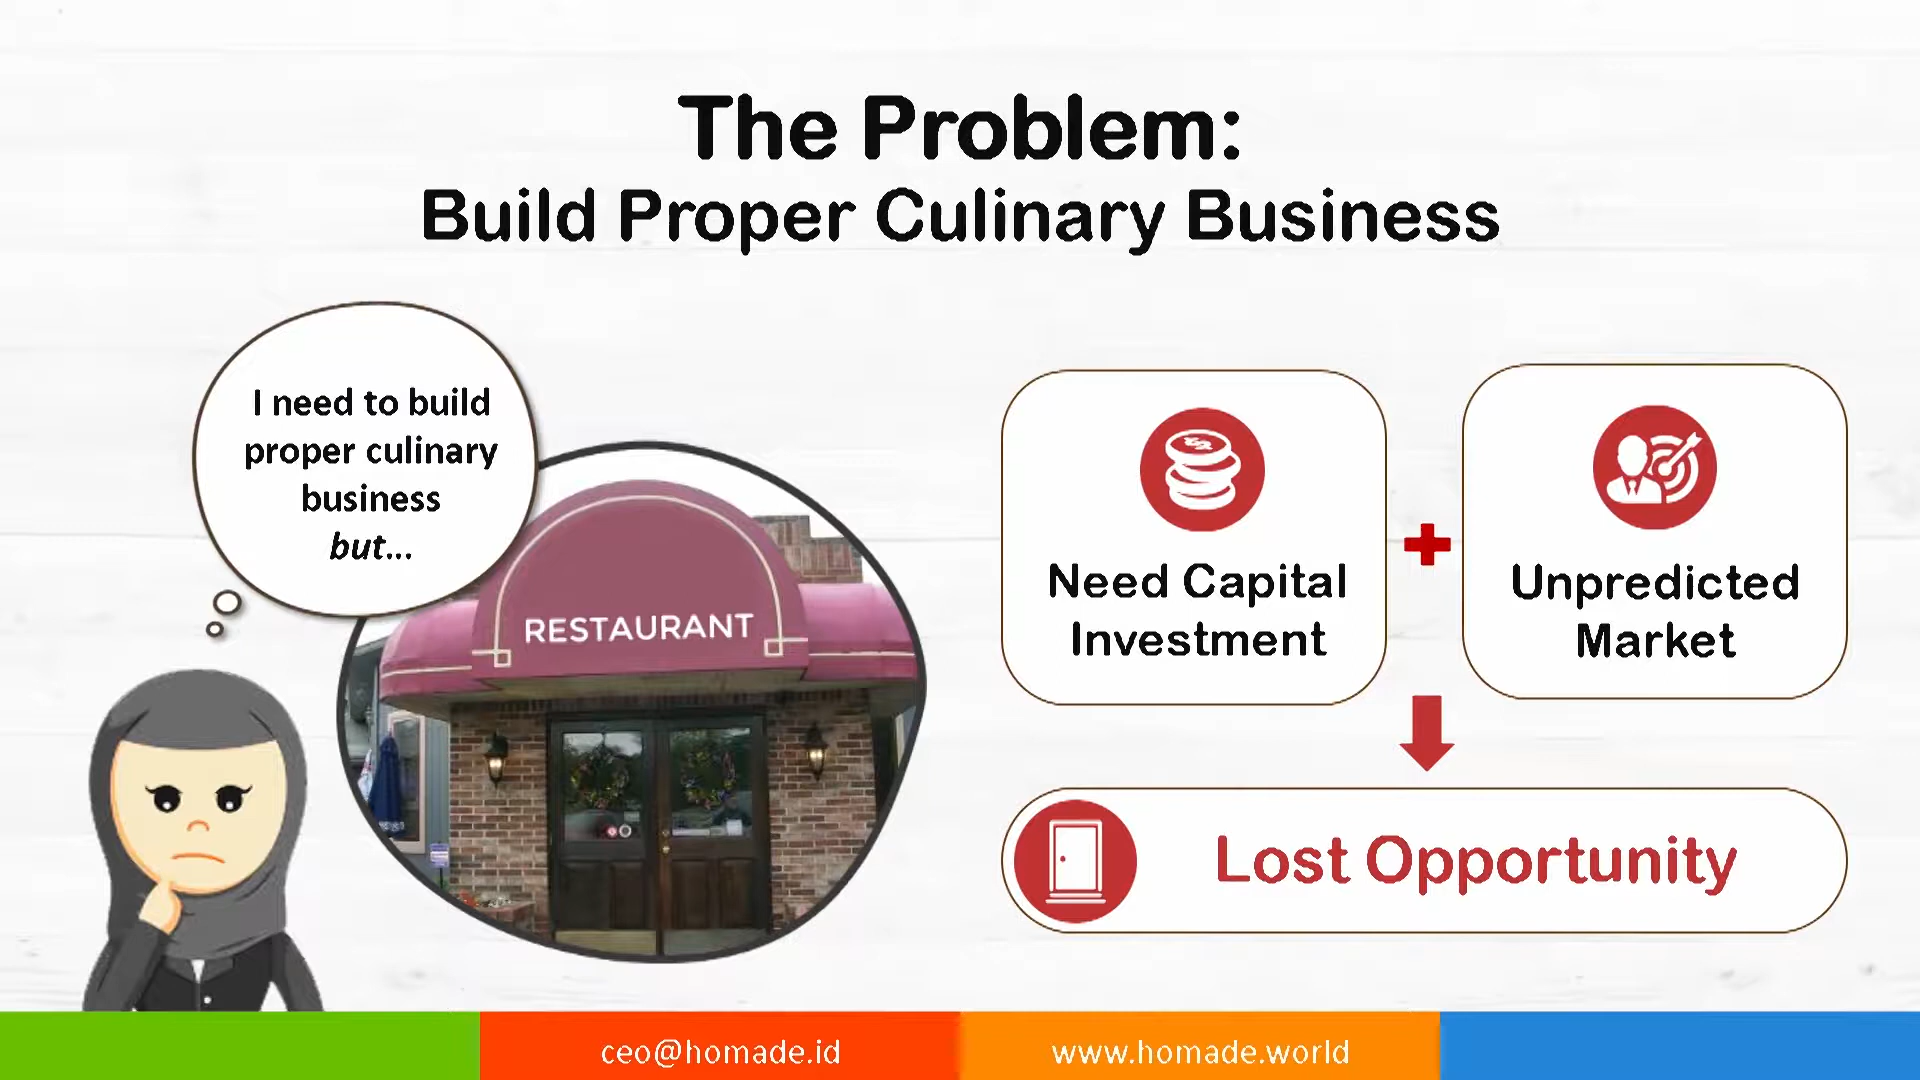 The Problem:
Build Proper Culinary Business
I need to build
proper culinary
business
but...
RESTAURANT
Need Capital
Investment
Unpredicted
Market
Lost Opportunity
ceo@homade.id
www.homade.world